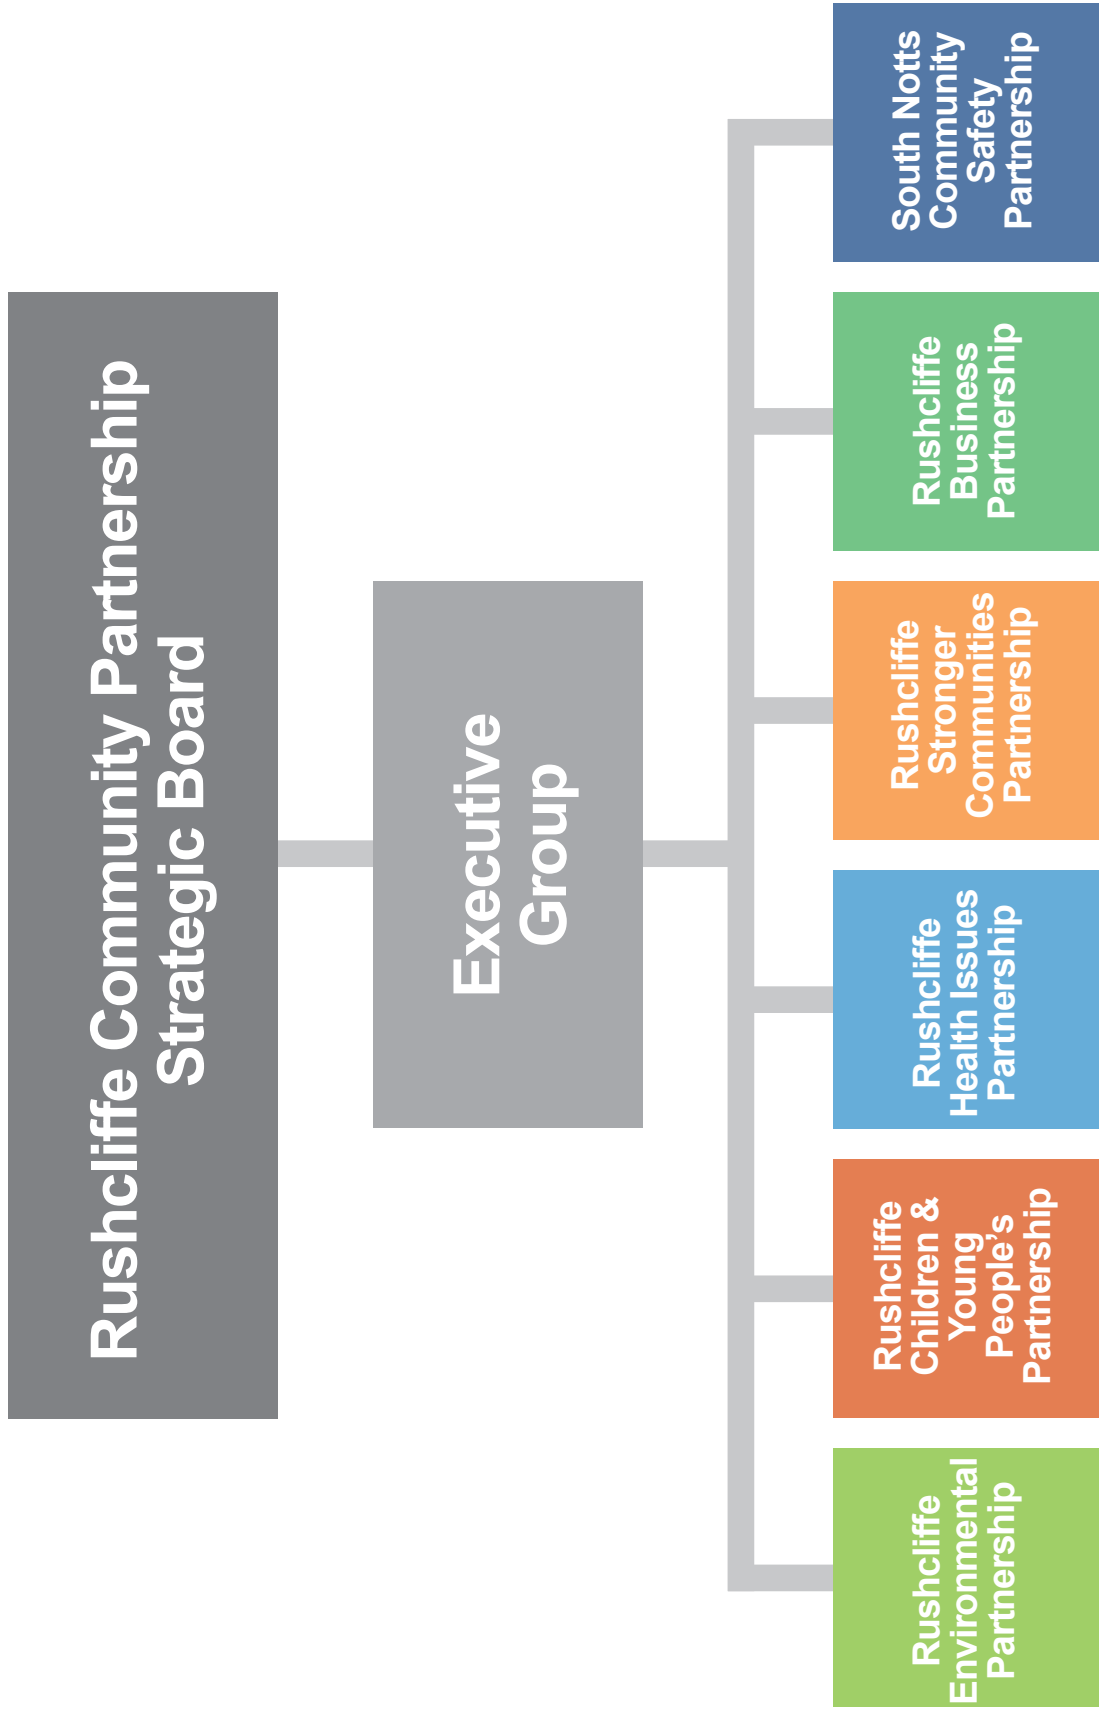 Rushcliffe Community Partnership
Strategic Board
Executive
Group
Rushcliffe
Environmental
Partnership
Rushcliffe
Children &
Young
People’s
Partnership
Rushcliffe
Health Issues
Partnership
Rushcliffe
Stronger
Communities
Partnership
Rushcliffe
Business
Partnership
South Notts
Community
Safety
Partnership